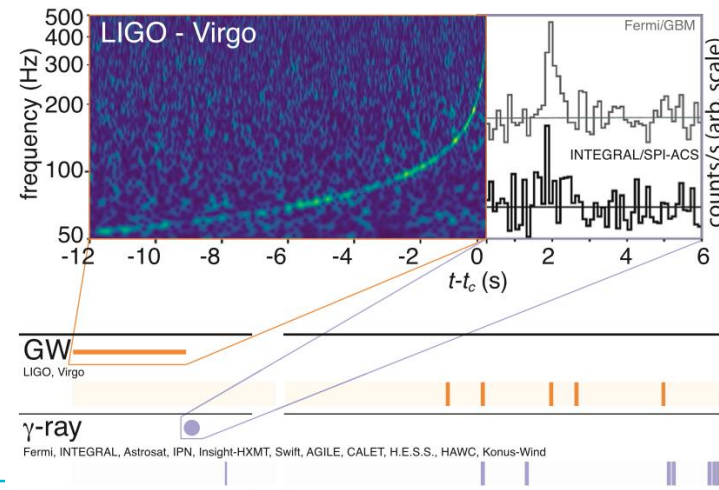 LIGO - Virgo
Fermi/GBM
INTEGRAL/SPI-ACS
frequency (Hz)
500
400
300
200
100
50
counts/s (arb. scale)
-12 -10 -8 -6 -4 -2 0 2 4 6
t-tc (s)
GW
LIGO, Virgo
γ-ray
Fermi, INTEGRAL, Astrosat, IPN, Insight-HXMT, Swift, AGILE, CALET, H.E.S.S., HAWC, Konus-Wind